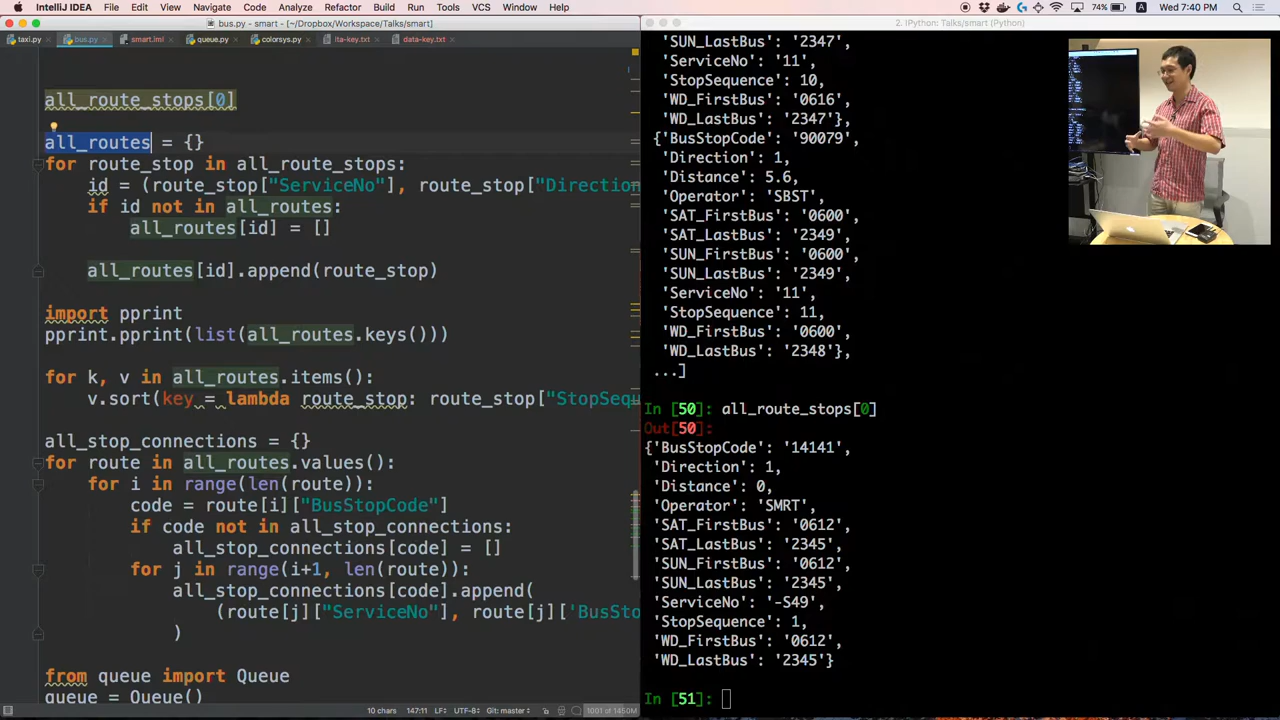 IntelliJ IDEA File Edit View Navigate Code Analyze Refactor Build Run Tools VCS Window Help 74% Wed 7:40 PM
bus.py - smart - [~/Dropbox/Workspace/Talks/smart]
2. IPython: Talks/smart (Python)
taxi.py bus.py smart.iml queue.py colorsys.py lta-key.txt data-key.txt
all_route_stops[0]
all_routes = {}
for route_stop in all_route_stops:
id = (route_stop["ServiceNo"], route_stop["Direction
if id not in all_routes:
all_routes[id] = []
all_routes[id].append(route_stop)
import pprint
pprint.pprint(list(all_routes.keys()))
for k, v in all_routes.items():
v.sort(key = lambda route_stop: route_stop["StopSequ
all_stop_connections = {}
for route in all_routes.values():
for i in range(len(route)):
code = route[i]["BusStopCode"]
if code not in all_stop_connections:
all_stop_connections[code] = []
for j in range(i+1, len(route)):
all_stop_connections[code].append(
(route[j]["ServiceNo"], route[j]['BusSto
)
from queue import Queue
queue = Queue()
10 chars 147:11 LF÷ UTF-8÷ Git: master÷ 1001 of 1450M
'SUN_LastBus': '2347',
'ServiceNo': '11',
'StopSequence': 10,
'WD_FirstBus': '0616',
'WD_LastBus': '2347'},
{'BusStopCode': '90079',
'Direction': 1,
'Distance': 5.6,
'Operator': 'SBST',
'SAT_FirstBus': '0600',
'SAT_LastBus': '2349',
'SUN_FirstBus': '0600',
'SUN_LastBus': '2349',
'ServiceNo': '11',
'StopSequence': 11,
'WD_FirstBus': '0600',
'WD_LastBus': '2348'},
...]
In [50]: all_route_stops[0]
Out[50]:
{'BusStopCode': '14141',
'Direction': 1,
'Distance': 0,
'Operator': 'SMRT',
'SAT_FirstBus': '0612',
'SAT_LastBus': '2345',
'SUN_FirstBus': '0612',
'SUN_LastBus': '2345',
'ServiceNo': '-S49',
'StopSequence': 1,
'WD_FirstBus': '0612',
'WD_LastBus': '2345'}
In [51]: